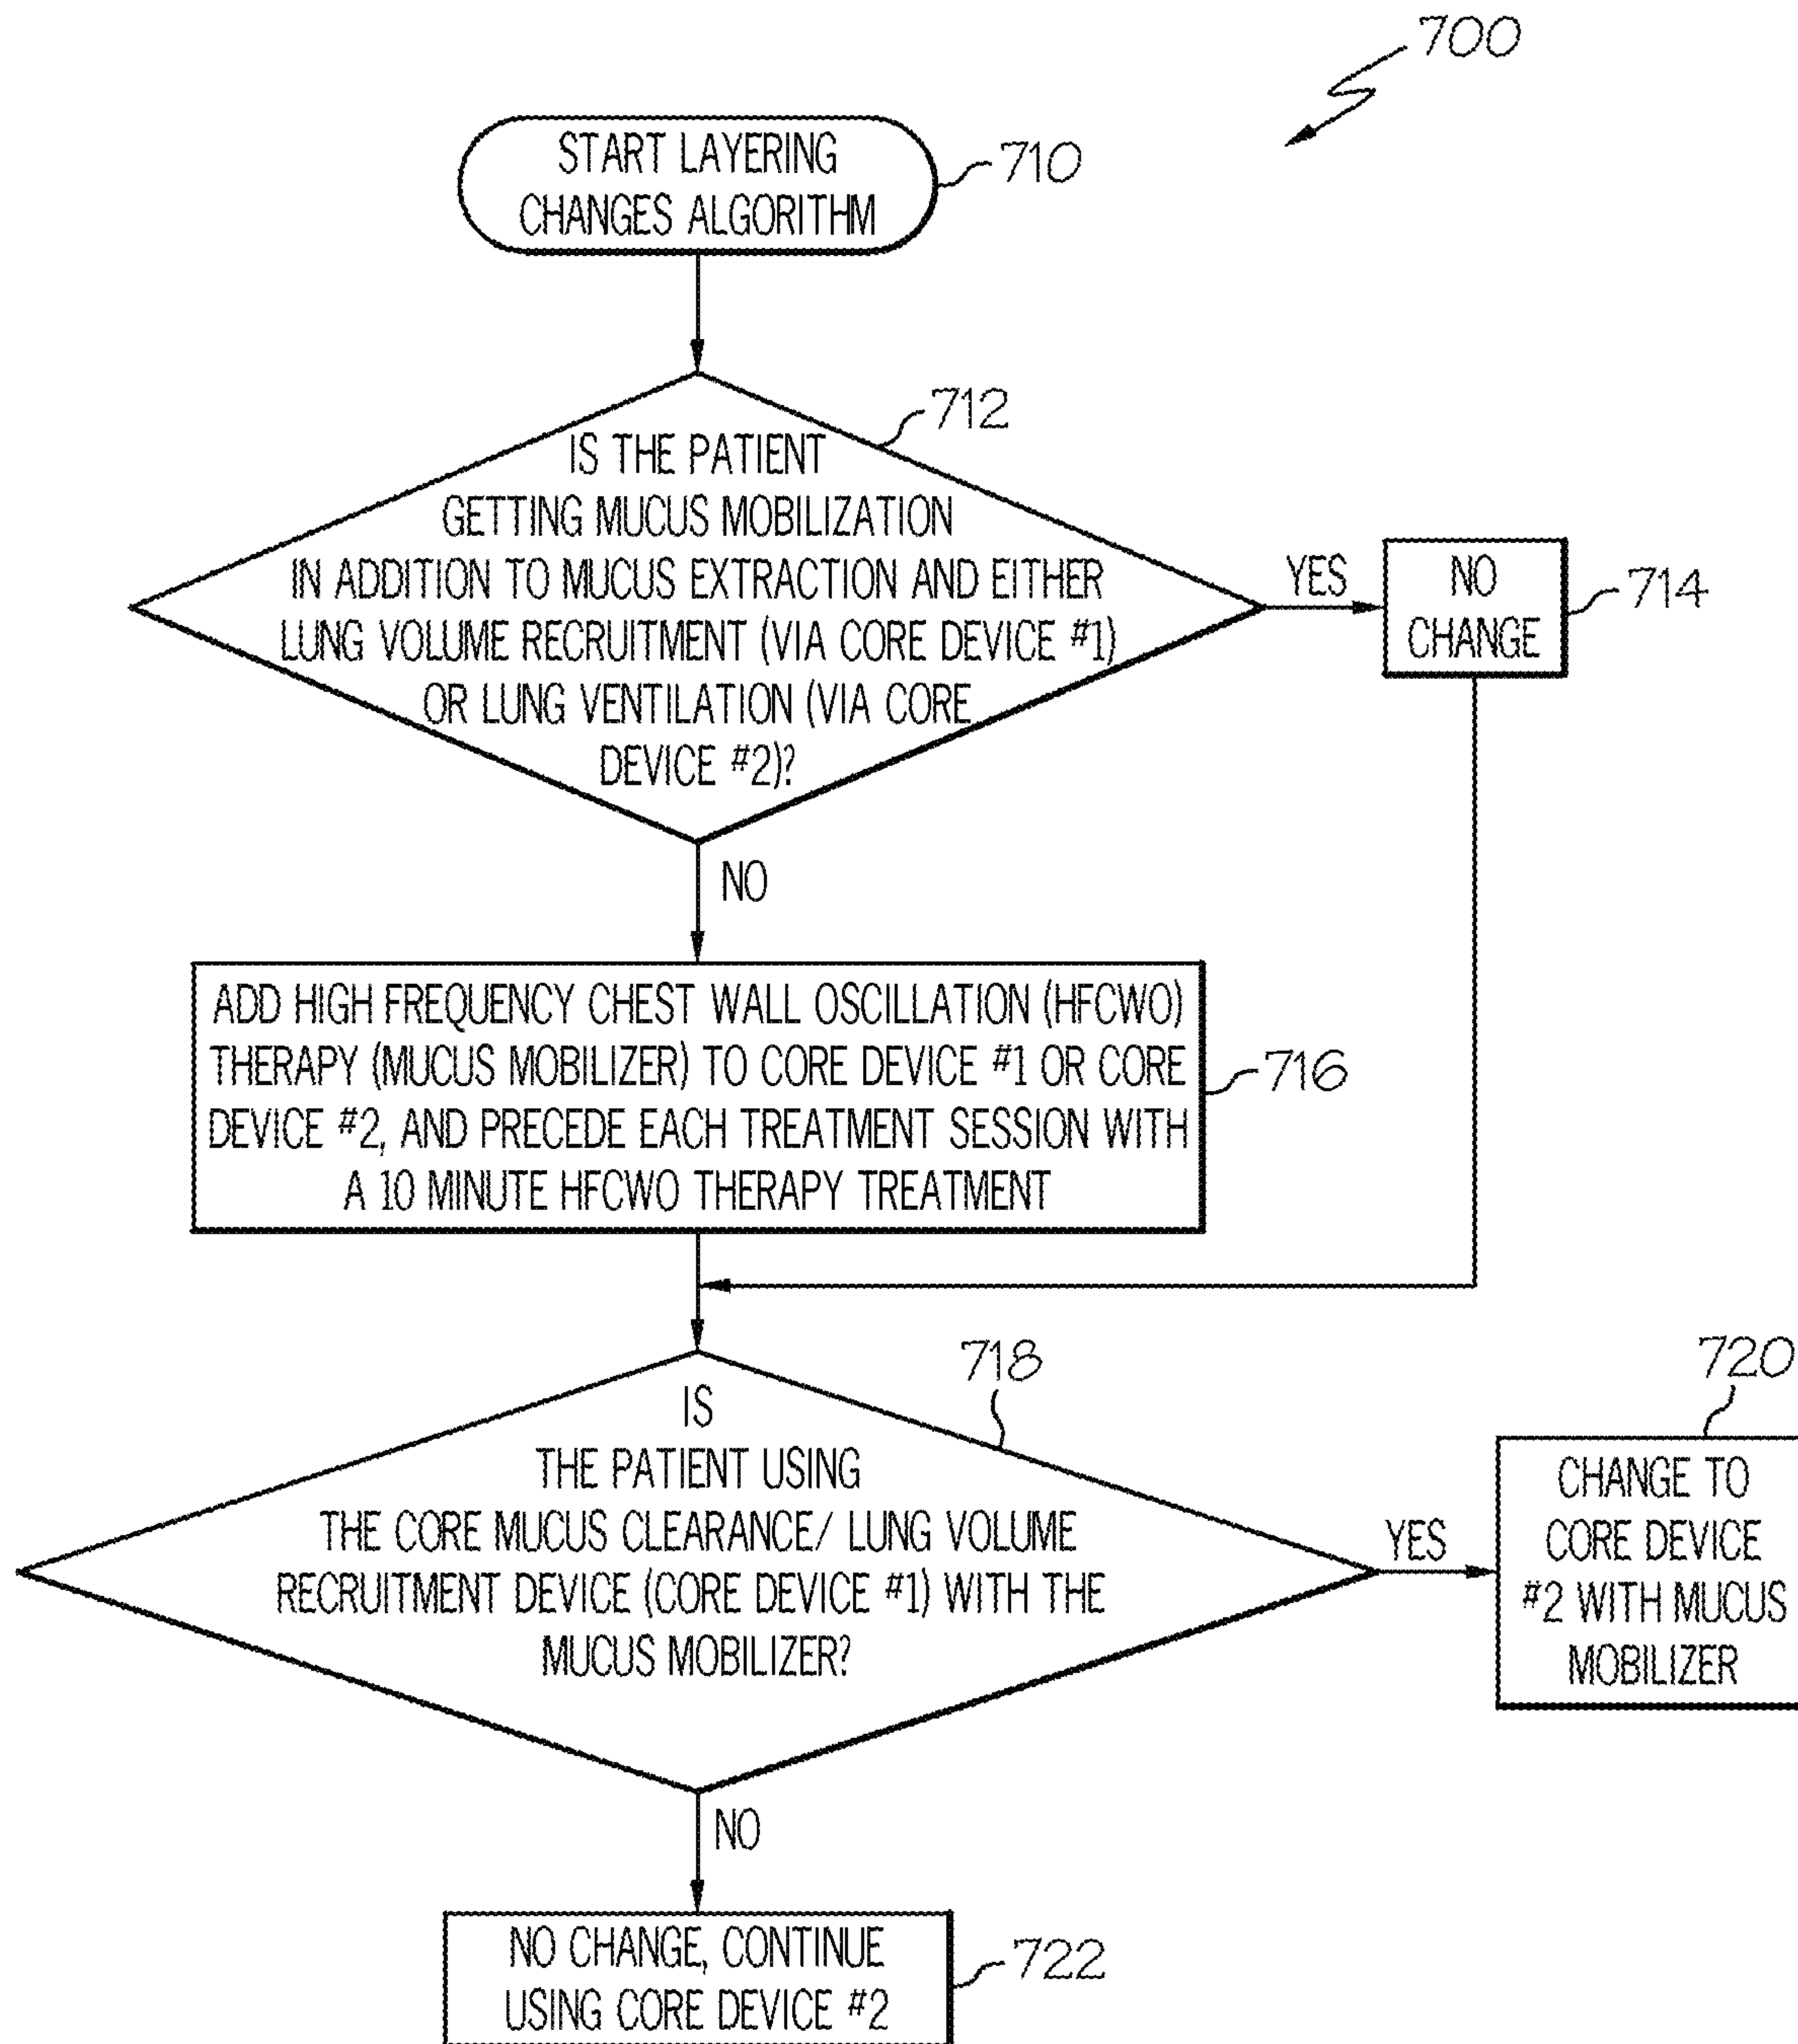 700
START LAYERING
CHANGES ALGORITHM
710
712
IS THE PATIENT
GETTING MUCUS MOBILIZATION
IN ADDITION TO MUCUS EXTRACTION AND EITHER
LUNG VOLUME RECRUITMENT (VIA CORE DEVICE #1)
OR LUNG VENTILATION (VIA CORE
DEVICE #2)?
YES
NO
CHANGE
714
NO
ADD HIGH FREQUENCY CHEST WALL OSCILLATION (HFCWO)
THERAPY (MUCUS MOBILIZER) TO CORE DEVICE #1 OR CORE
DEVICE #2, AND PRECEDE EACH TREATMENT SESSION WITH
A 10 MINUTE HFCWO THERAPY TREATMENT
716
718
IS
THE PATIENT USING
THE CORE MUCUS CLEARANCE/ LUNG VOLUME
RECRUITMENT DEVICE (CORE DEVICE #1) WITH THE
MUCUS MOBILIZER?
YES
720
CHANGE TO
CORE DEVICE
#2 WITH MUCUS
MOBILIZER
NO
NO CHANGE, CONTINUE
USING CORE DEVICE #2
722